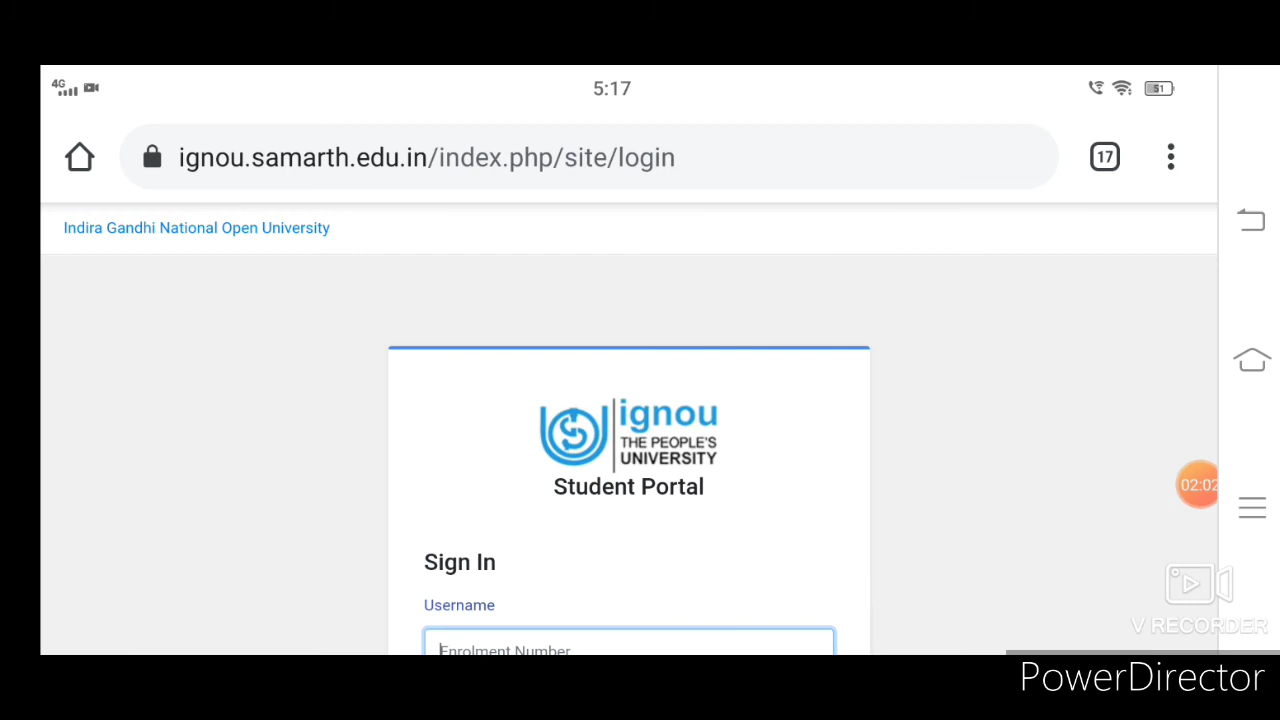 4G 5:17 51
ignou.samarth.edu.in/index.php/site/login 17
Indira Gandhi National Open University
ignou
THE PEOPLE'S
UNIVERSITY
Student Portal
Sign In
Username
Enrolment Number
02:02
V RECORDER
PowerDirector